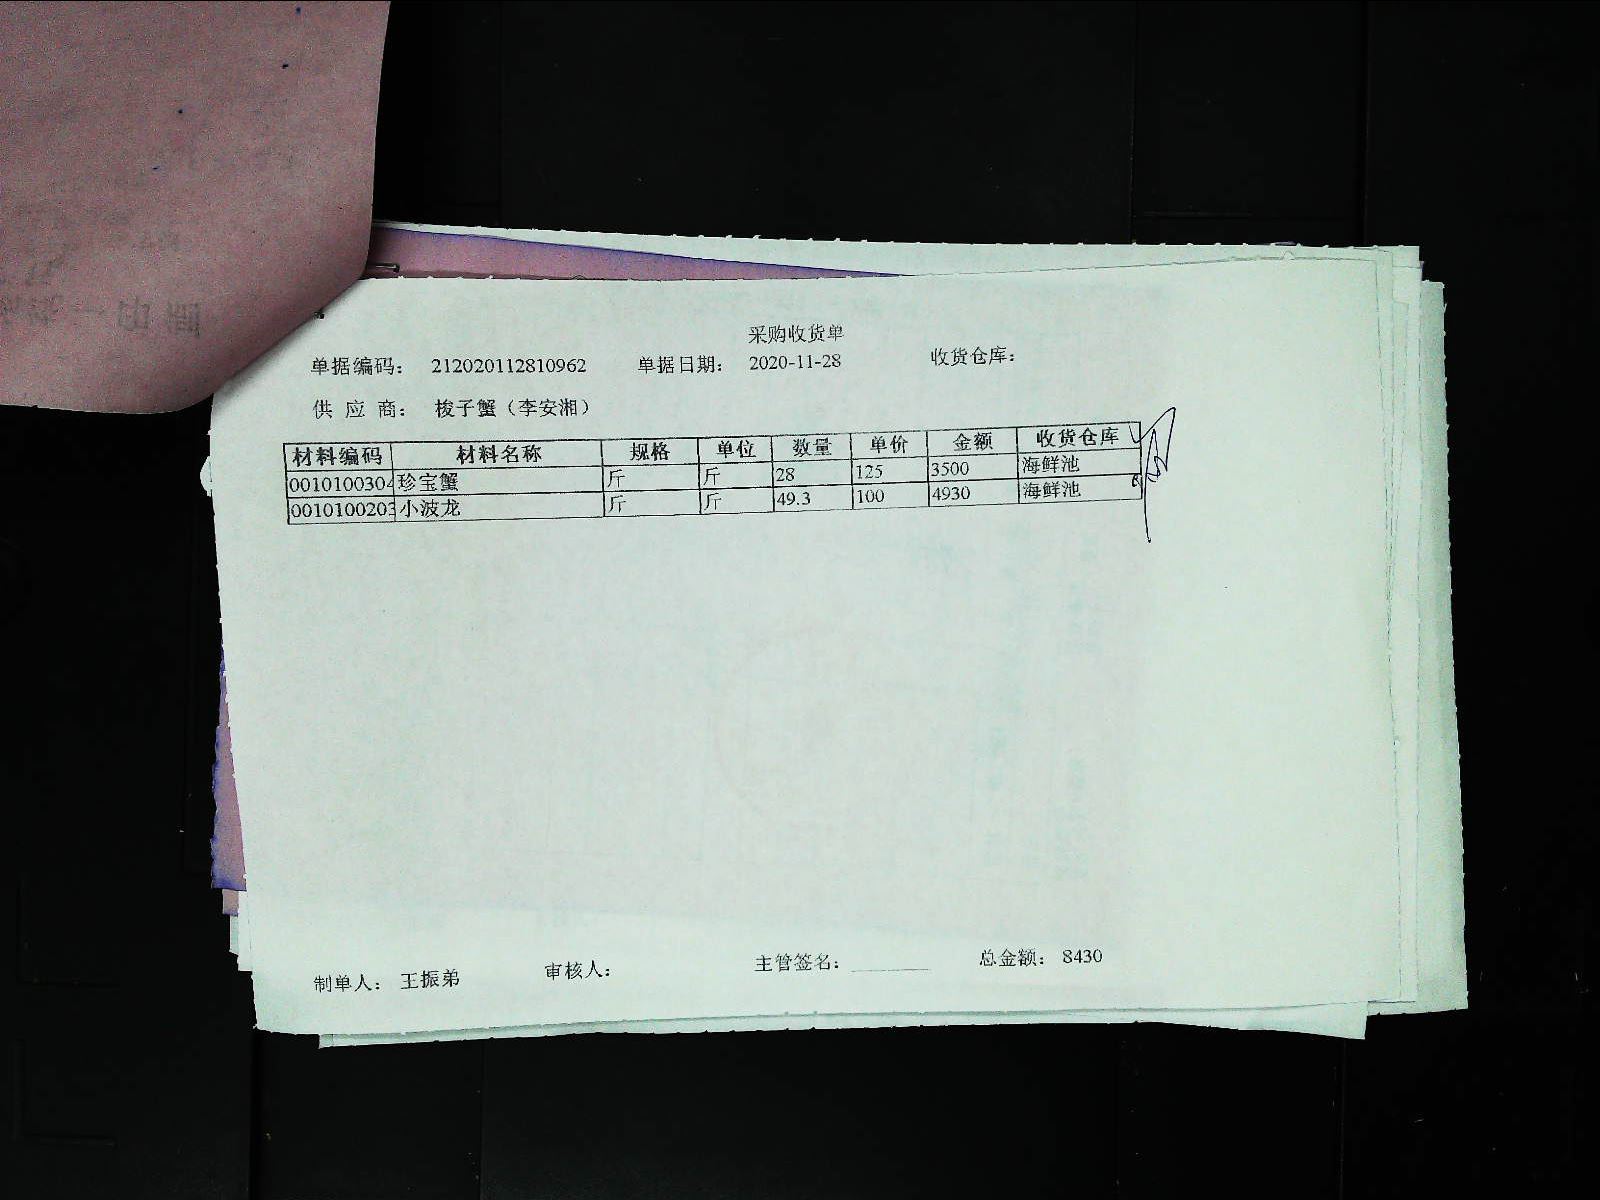 采购收货单
单据编码： 212020112810962 单据日期： 2020-11-28 收货仓库：
供 应 商： 梭子蟹（李安湘）
材料编码 材料名称 规格 单位 数量 单价 金额 收货仓库
0010100304 珍宝蟹 斤 斤 28 125 3500 海鲜池
0010100203 小波龙 斤 斤 49.3 100 4930 海鲜池
制单人： 王振弟 审核人： 主管签名： 总金额： 8430